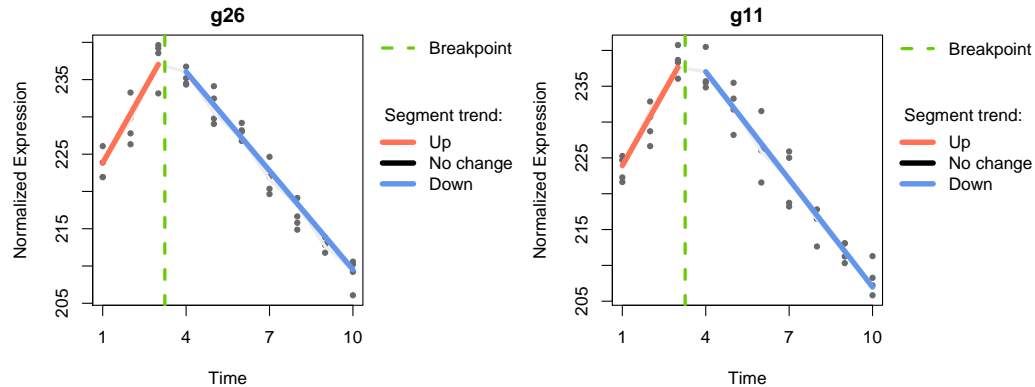 g26
Normalized Expression
235
225
215
205
1
4
7
10
Time
Breakpoint
Segment trend:
Up
No change
Down
g11
Normalized Expression
235
225
215
205
1
4
7
10
Time
Breakpoint
Segment trend:
Up
No change
Down